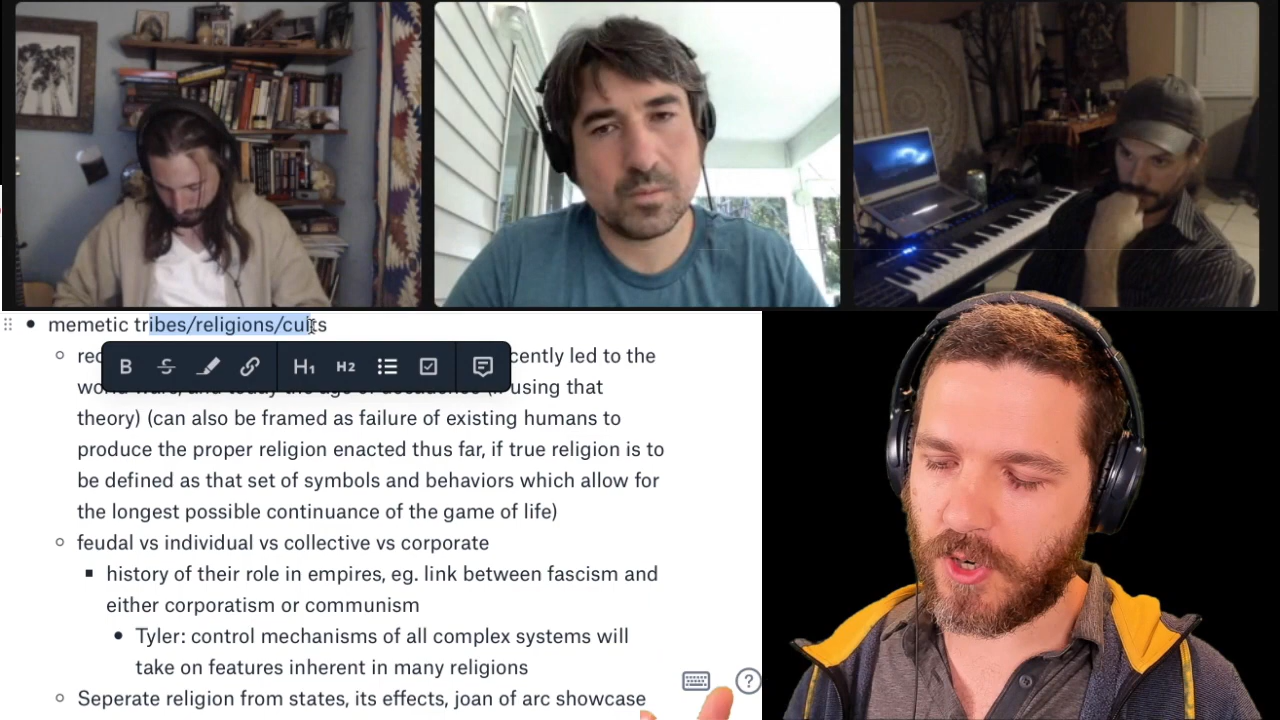 memetic tribes/religions/cults
cently led to the
using that
theory) (can also be framed as failure of existing humans to
produce the proper religion enacted thus far, if true religion is to
be defined as that set of symbols and behaviors which allow for
the longest possible continuance of the game of life)
feudal vs individual vs collective vs corporate
history of their role in empires, eg. link between fascism and
either corporatism or communism
Tyler: control mechanisms of all complex systems will
take on features inherent in many religions
Seperate religion from states, its effects, joan of arc showcase
B S H1 H2
?